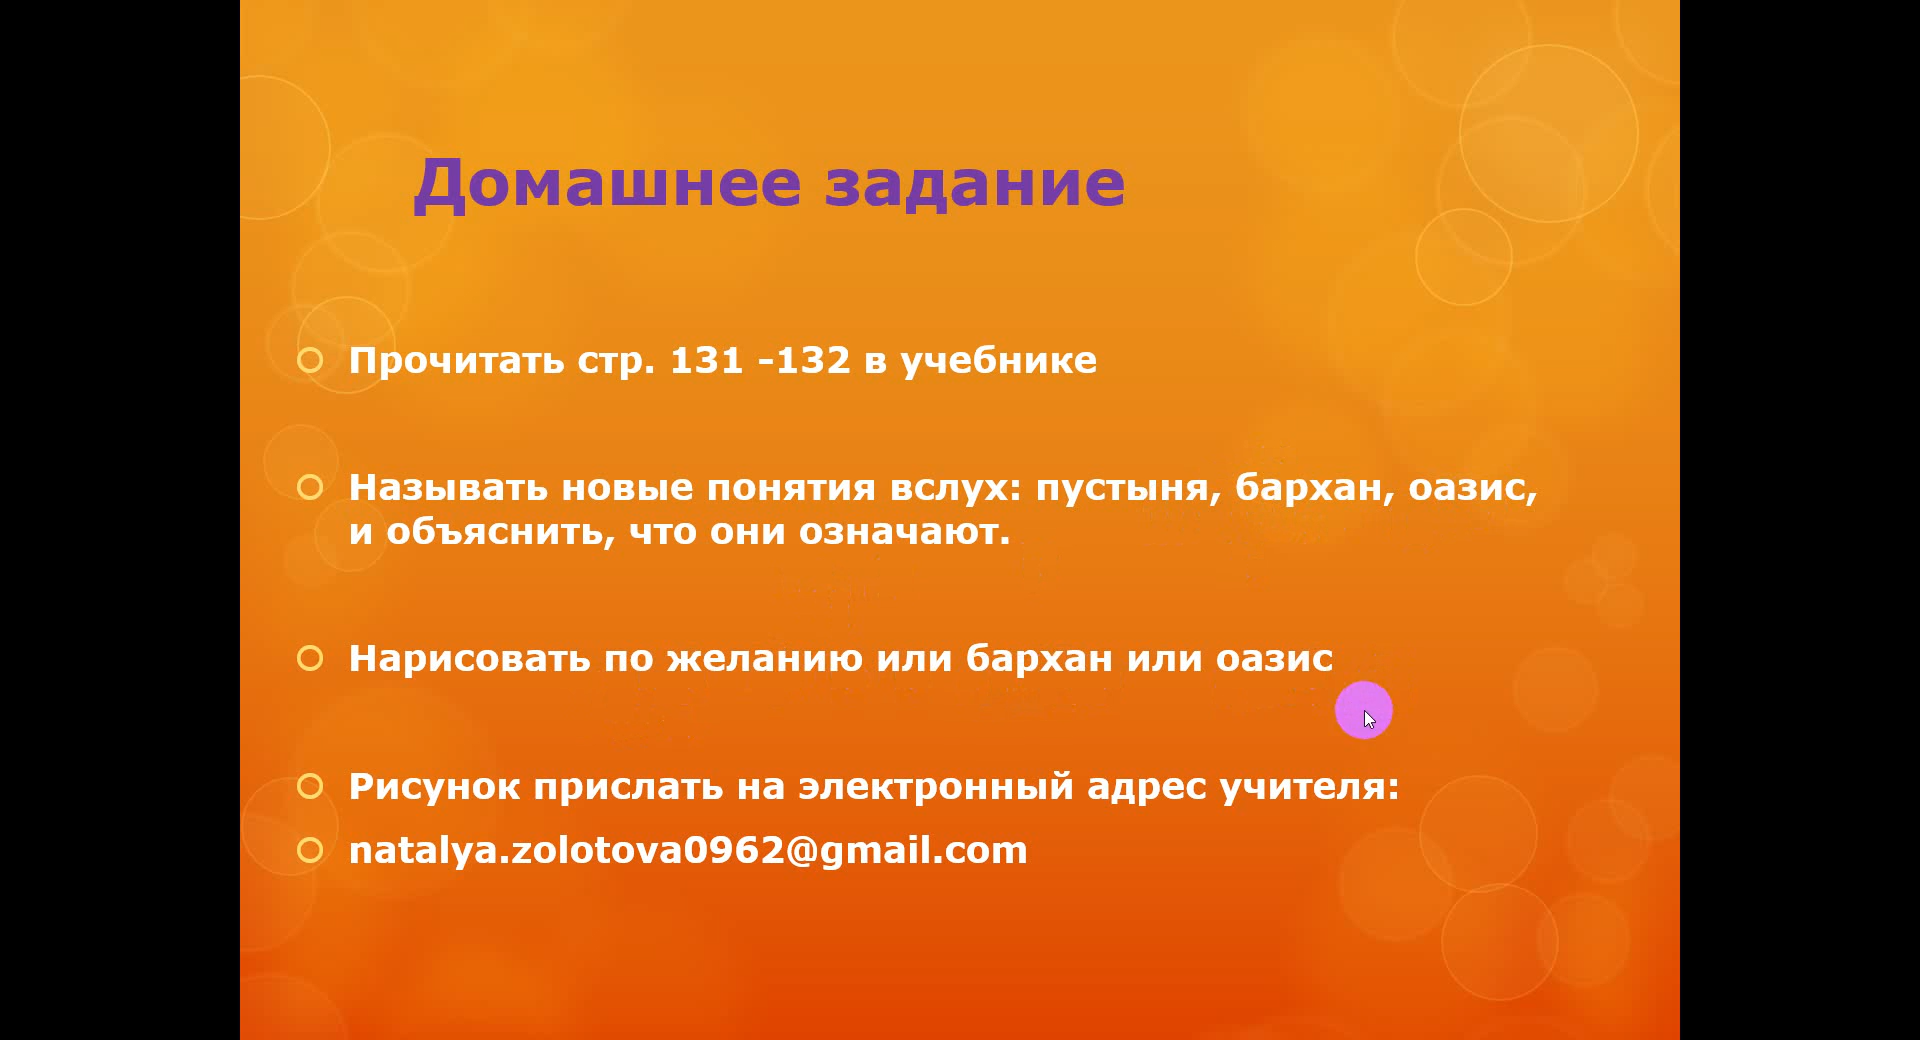 Домашнее задание
Прочитать стр. 131 -132 в учебнике
Называть новые понятия вслух: пустыня, бархан, оазис,
и объяснить, что они означают.
Нарисовать по желанию или бархан или оазис
Рисунок прислать на электронный адрес учителя:
natalya.zolotova0962@gmail.com